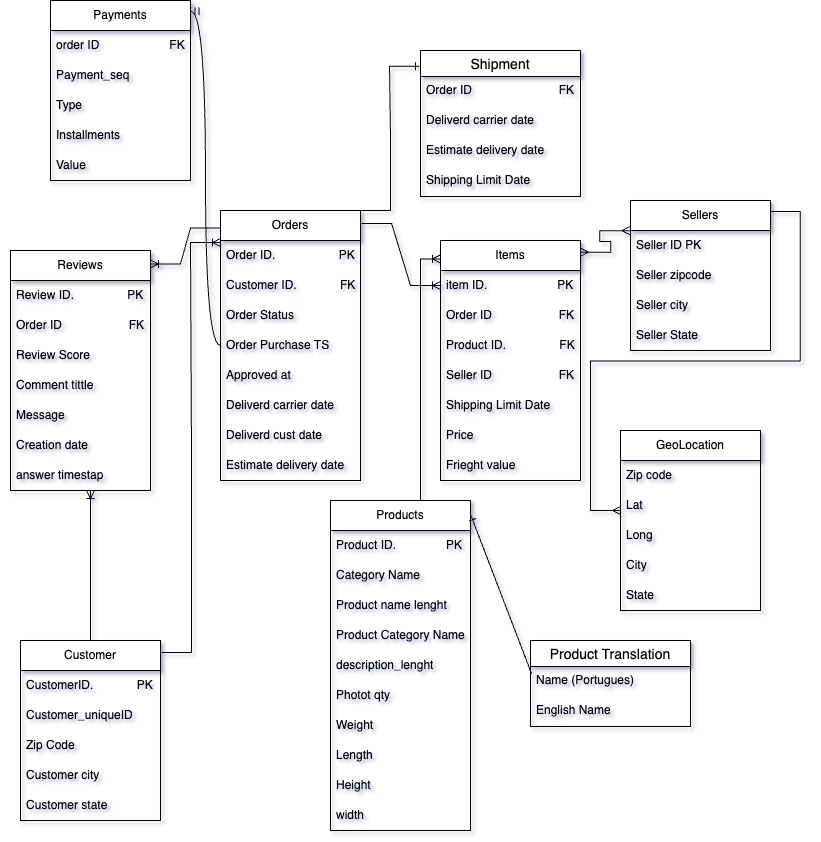 Payments
order ID FK
Payment_seq
Type
Installments
Value
Shipment
Order ID FK
Deliverd carrier date
Estimate delivery date
Shipping Limit Date
Orders
Order ID. PK
Customer ID. FK
Order Status
Order Purchase TS
Approved at
Deliverd carrier date
Deliverd cust date
Estimate delivery date
Sellers
Seller ID PK
Seller zipcode
Seller city
Seller State
Reviews
Review ID. PK
Order ID FK
Review Score
Comment tittle
Message
Creation date
answer timestap
Items
item ID. PK
Order ID FK
Product ID. FK
Seller ID FK
Shipping Limit Date
Price
Frieght value
GeoLocation
Zip code
Lat
Long
City
State
Products
Product ID. PK
Category Name
Product name lenght
Product Category Name
description_lenght
Photot qty
Weight
Length
Height
width
Customer
CustomerID. PK
Customer_uniqueID
Zip Code
Customer city
Customer state
Product Translation
Name (Portugues)
English Name